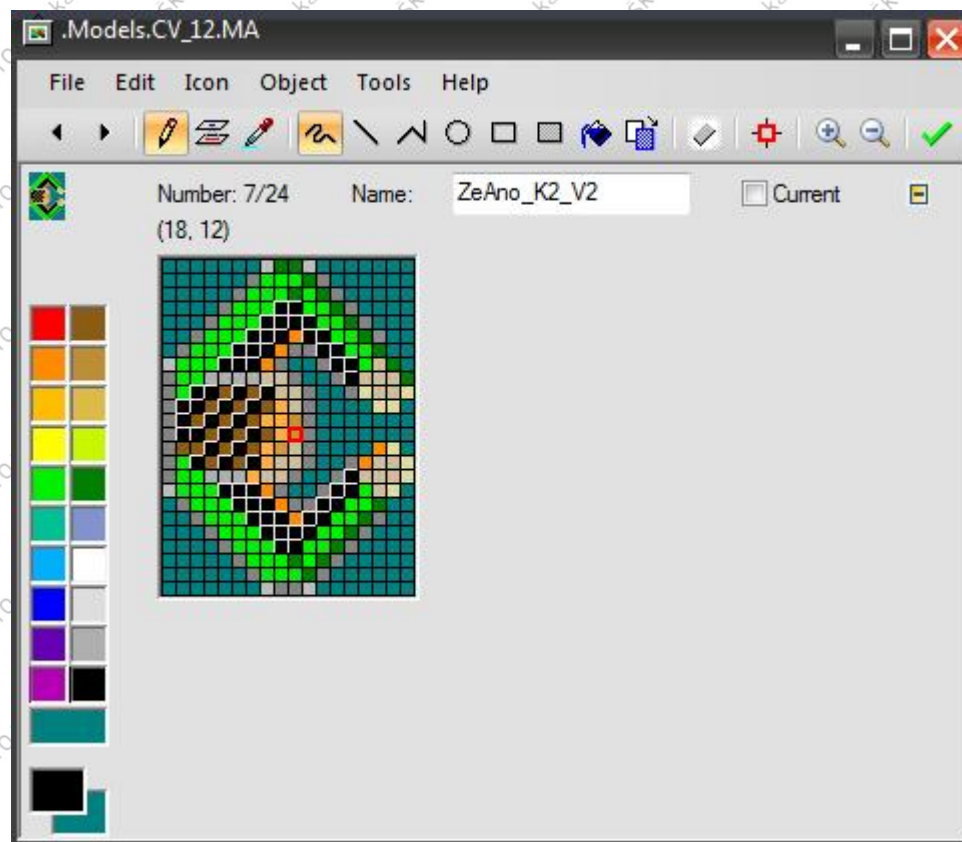 .Models.CV_12.MA
File Edit Icon Object Tools Help
Number: 7/24 Name: ZeAno_K2_V2 Current
(18, 12)